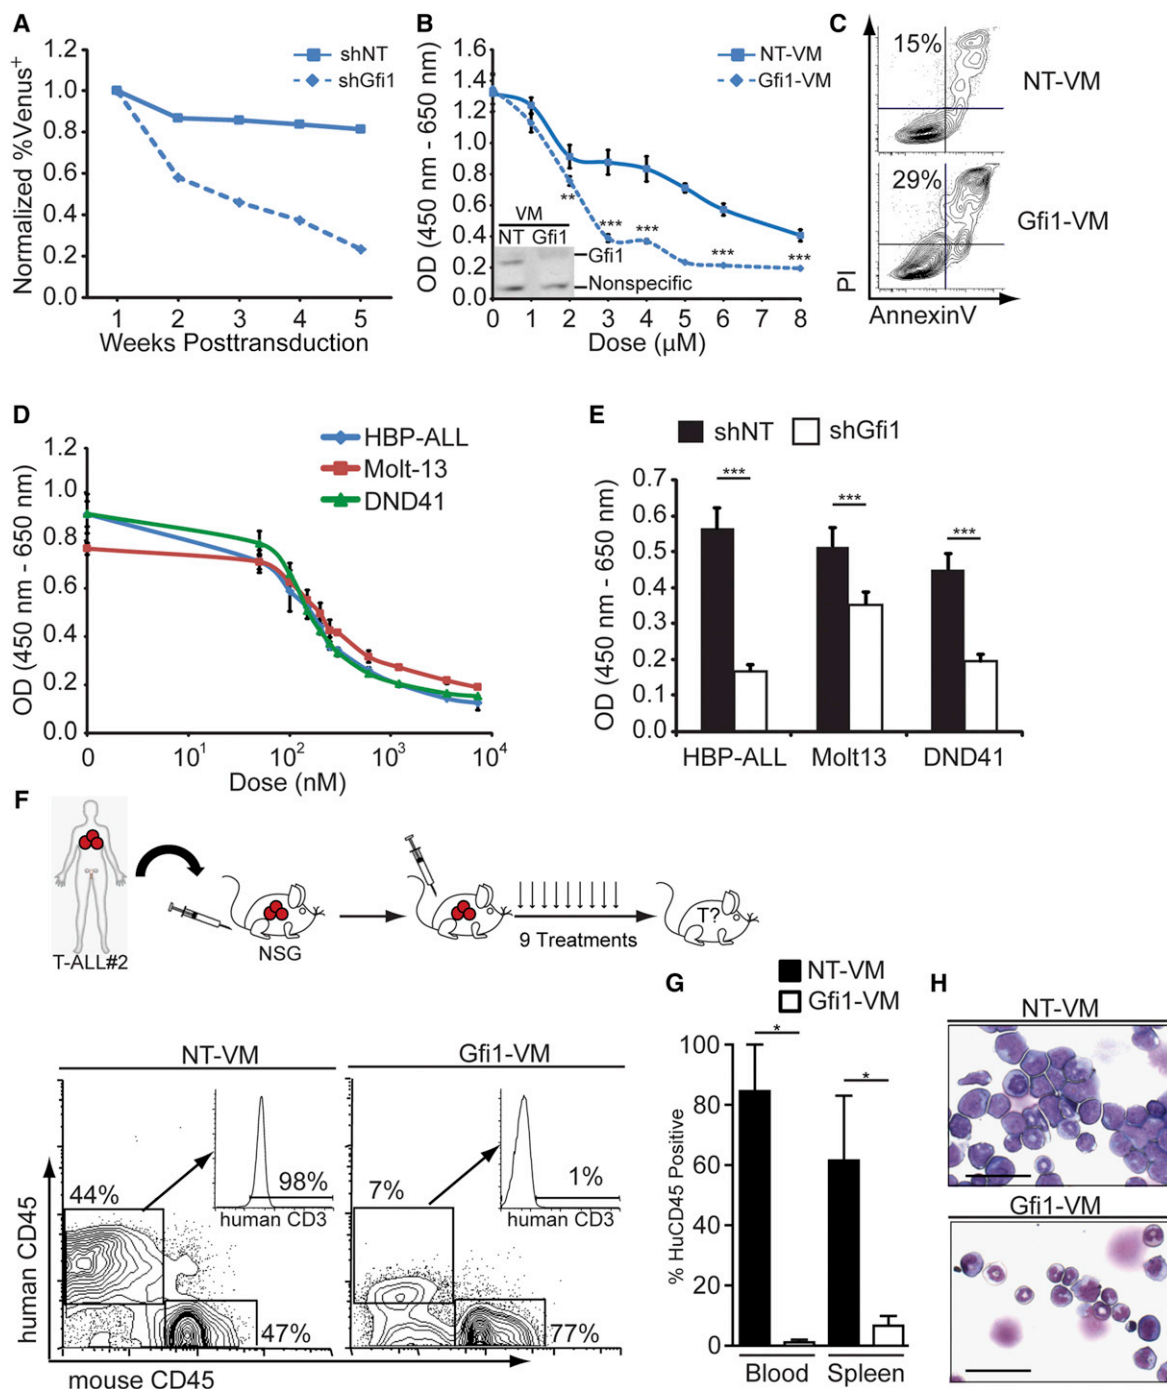 A
Normalized %Venus+
1.2
1.0
0.8
0.6
0.4
0.2
0.0
1 2 3 4 5
Weeks Posttransduction
shNT
shGfi1
B
OD (450 nm - 650 nm)
1.6
1.4
1.2
1.0
0.8
0.6
0.4
0.2
0.0
0 1 2 3 4 5 6 7 8
Dose (µM)
NT-VM
Gfi1-VM
**
***
***
***
***
VM
NT Gfi1
Gfi1
Nonspecific
C
15%
NT-VM
29%
Gfi1-VM
PI
AnnexinV
D
OD (450 nm - 650 nm)
1.2
1.0
0.8
0.6
0.4
0.2
0.0
0 10¹ 10² 10³ 10⁴
Dose (nM)
HBP-ALL
Molt-13
DND41
E
shNT shGfi1
OD (450 nm - 650 nm)
0.7
0.6
0.5
0.4
0.3
0.2
0.1
0
***
***
***
HBP-ALL Molt13 DND41
F
T-ALL#2
NSG
9 Treatments
T?
NT-VM
44%
98%
human CD3
47%
Gfi1-VM
7%
1%
human CD3
77%
human CD45
mouse CD45
G
NT-VM
Gfi1-VM
% HuCD45 Positive
100
80
60
40
20
0
*
*
Blood Spleen
H
NT-VM
Gfi1-VM